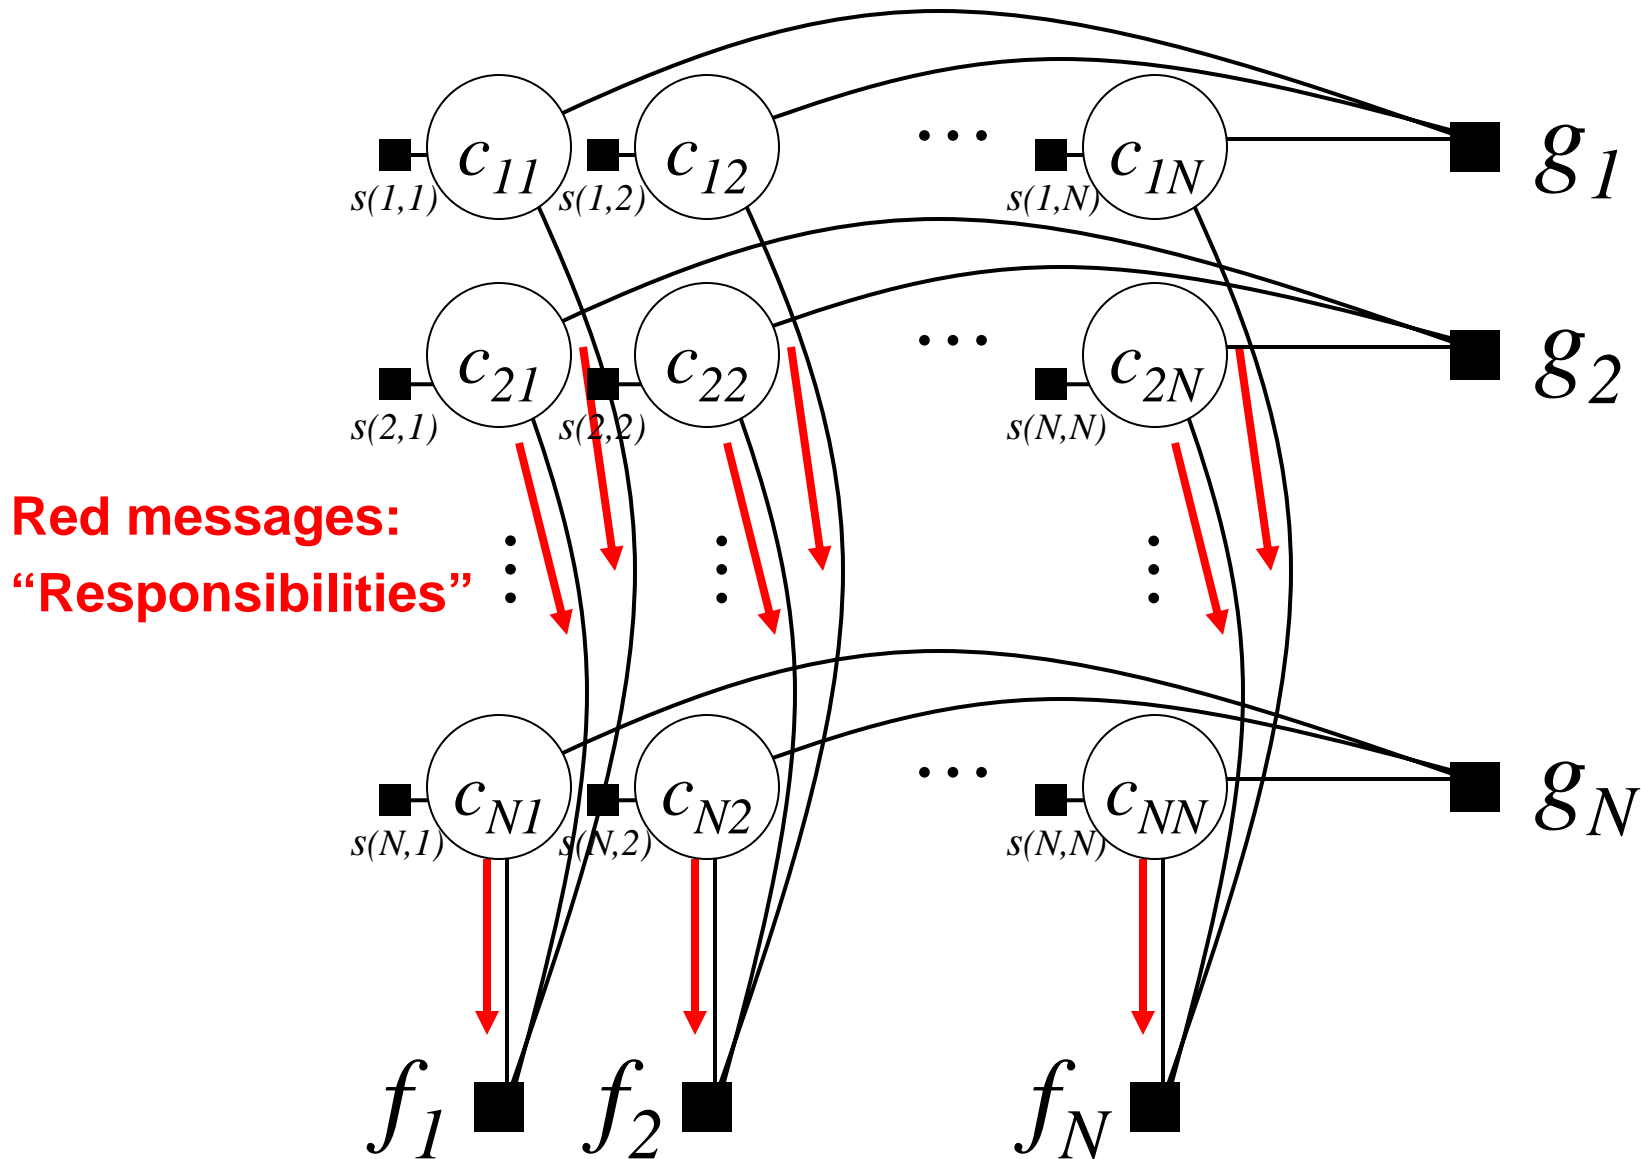 c11 c12 ... c1N g1
s(1,1) s(1,2) s(1,N)
c21 c22 ... c2N g2
s(2,1) s(2,2) s(N,N)
Red messages:
“Responsibilities”
cN1 cN2 ... cNN gN
s(N,1) s(N,2) s(N,N)
f1 f2 fN